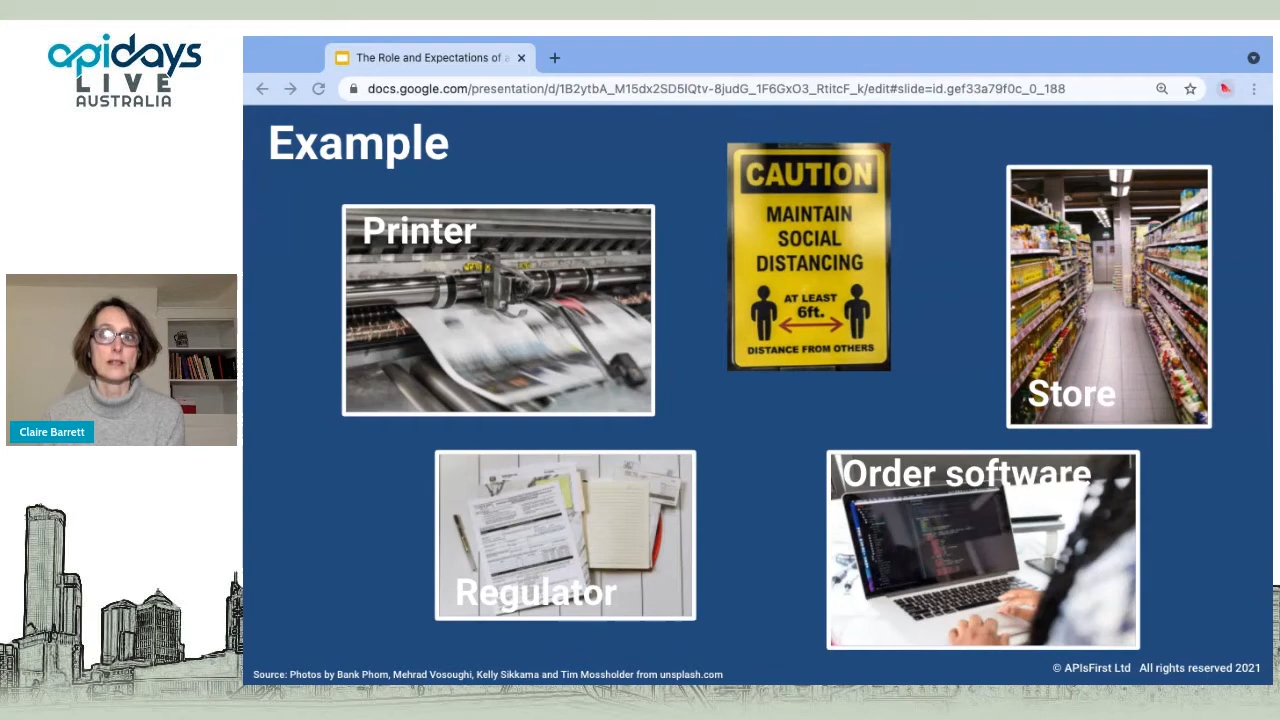 apidays
LIVE
AUSTRALIA
The Role and Expectations of a
docs.google.com/presentation/d/1B2ytbA_M15dx2SD5IQtv-8judG_1F6GxO3_RtitcF_k/edit#slide=id.gef33a79f0c_0_188
Example
Printer
CAUTION
MAINTAIN
SOCIAL
DISTANCING
AT LEAST
6ft.
DISTANCE FROM OTHERS
Store
Claire Barrett
Regulator
Order software
Source: Photos by Bank Phom, Mehrad Vosoughi, Kelly Sikkama and Tim Mossholder from unsplash.com
© APIsFirst Ltd All rights reserved 2021